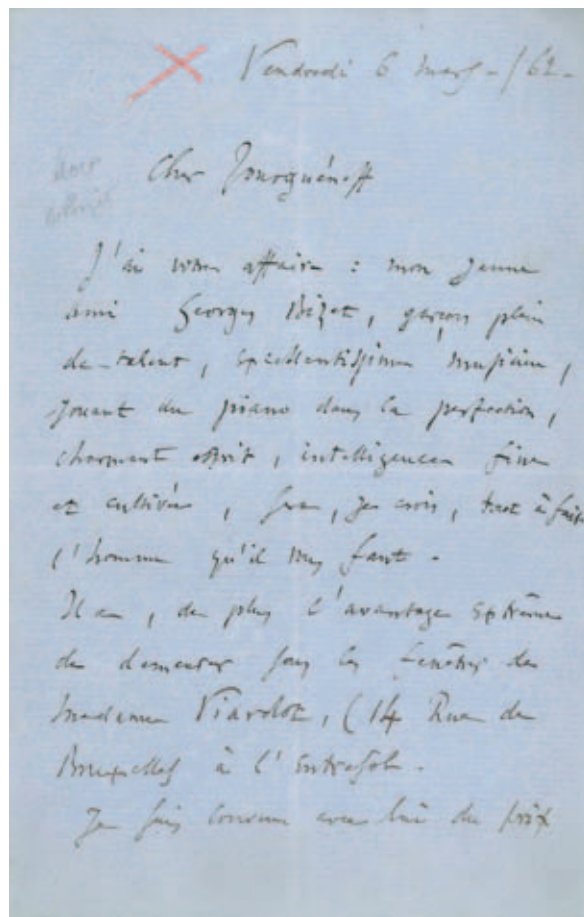 Vendredi 6 mars - / 62 -
Cher Tourguéneff
J'ai votre affaire : mon jeune
ami Georges Bizet, garçon plein
de talent, excellentissime musicien,
jouant du piano dans la perfection,
charmant esprit, intelligence fine
et cultivée, sera, je crois, tout à fait
l'homme qu'il vous faut.
Il a, de plus l'avantage extrême
de demeurer sous les fenêtres de
Madame Viardot, (14 Rue de
Bruxelles à l'entresol.
Je suis convenu avec lui du prix